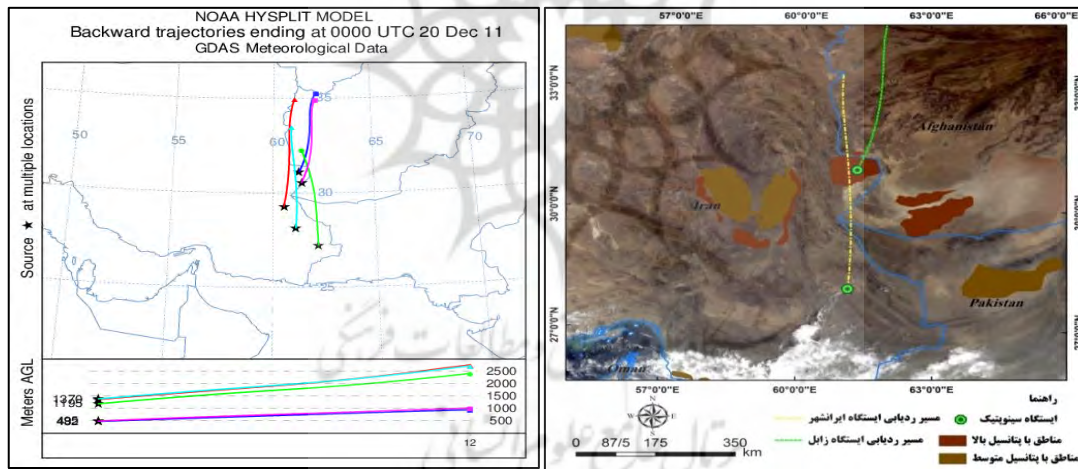 NOAA HYSPLIT MODEL
Backward trajectories ending at 0000 UTC 20 Dec 11
GDAS Meteorological Data
Source ★ at multiple locations
50
55
60
65
70
35
30
25
Meters AGL
2500
2000
1500
1000
500
12
57°0'0"E
60°0'0"E
63°0'0"E
66°0'0"E
33°0'0"N
30°0'0"N
27°0'0"N
Afghanistan
Iran
Pakistan
Oman
57°0'0"E
60°0'0"E
63°0'0"E
راهنما
ایستگاه سینوپتیک
مسیر ردیابی ایستگاه ایرانشهر
مناطق با پتانسیل بالا
مسیر ردیابی ایستگاه زابل
مناطق با پتانسیل متوسط
0 87/5 175 350
km